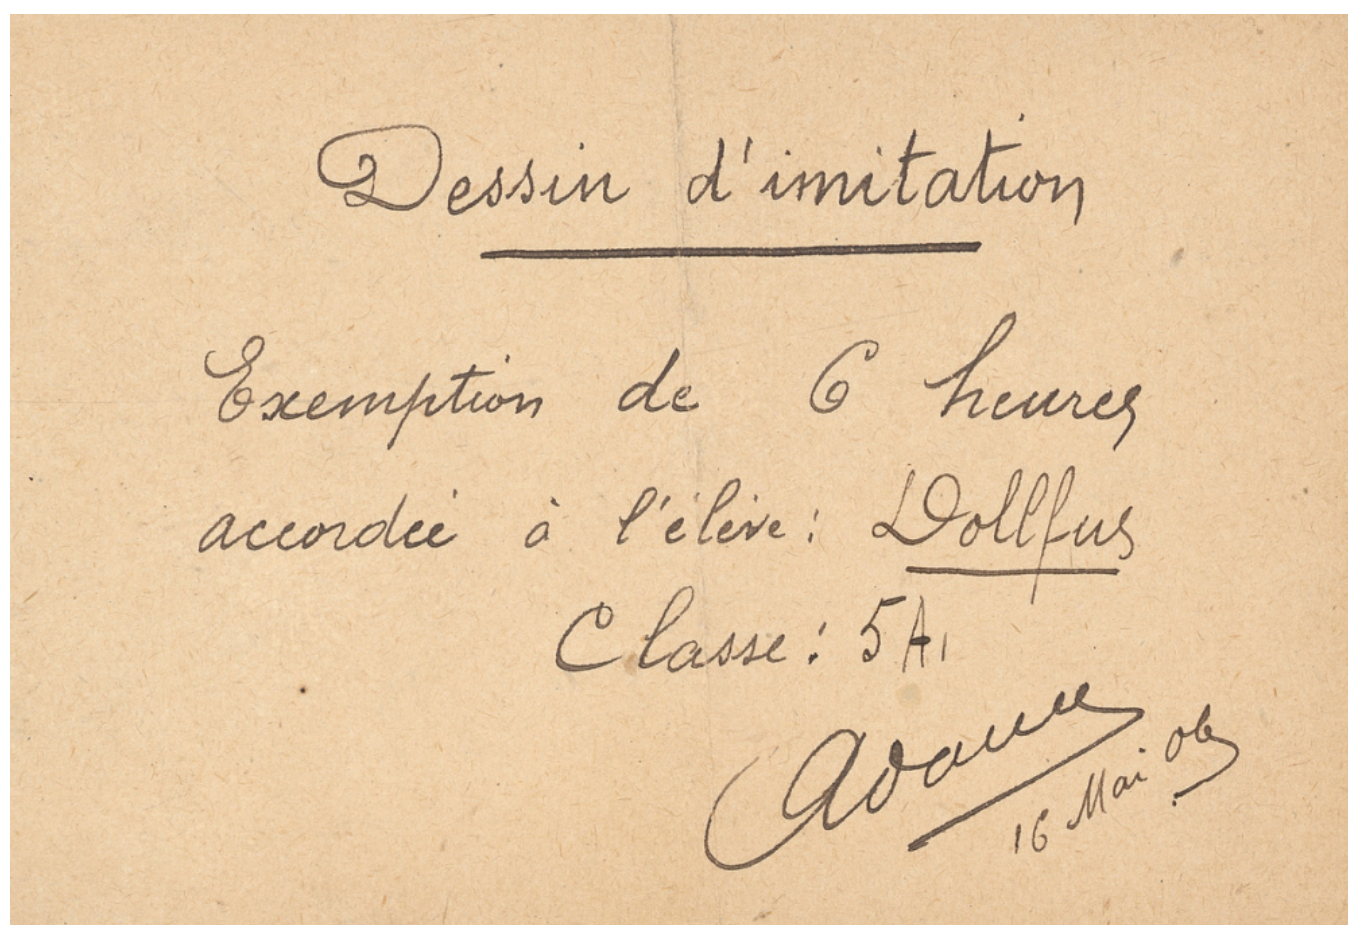 Dessin d'imitation
Exemption de 6 heures
accordée à l'élève : Dollfus
Classe : 5A1
16 Mai 06